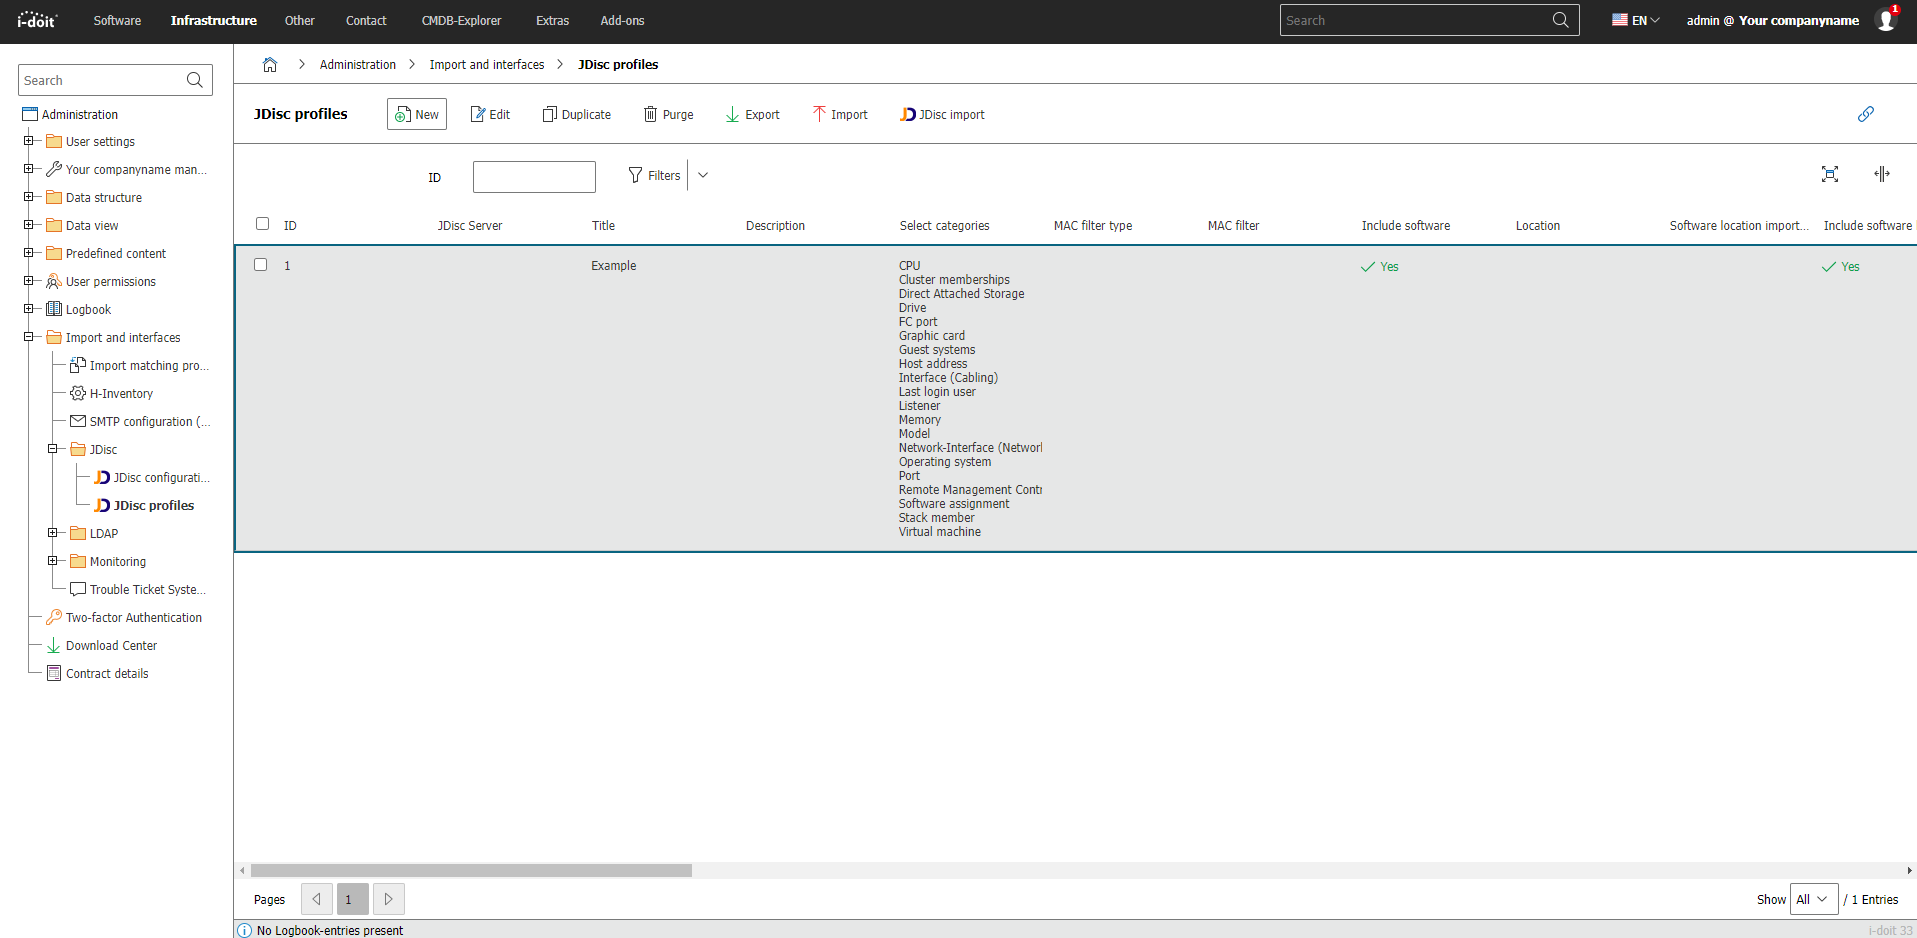 i-doit
Software
Infrastructure
Other
Contact
CMDB-Explorer
Extras
Add-ons
Search
EN
admin @ Your companyname
1
Search
Administration
User settings
Your companyname man...
Data structure
Data view
Predefined content
User permissions
Logbook
Import and interfaces
Import matching pro...
H-Inventory
SMTP configuration (...
JDisc
JDisc configurati...
JDisc profiles
LDAP
Monitoring
Trouble Ticket Syste...
Two-factor Authentication
Download Center
Contract details
Administration > Import and interfaces > JDisc profiles
JDisc profiles
New
Edit
Duplicate
Purge
Export
Import
JDisc import
ID
Filters
ID
JDisc Server
Title
Description
Select categories
MAC filter type
MAC filter
Include software
Location
Software location import...
Include software
1
Example
CPU
Cluster memberships
Direct Attached Storage
Drive
FC port
Graphic card
Guest systems
Host address
Interface (Cabling)
Last login user
Listener
Memory
Model
Network-Interface (Network
Operating system
Port
Remote Management Contr
Software assignment
Stack member
Virtual machine
Yes
Yes
Pages
1
Show All / 1 Entries
No Logbook-entries present
i-doit 33